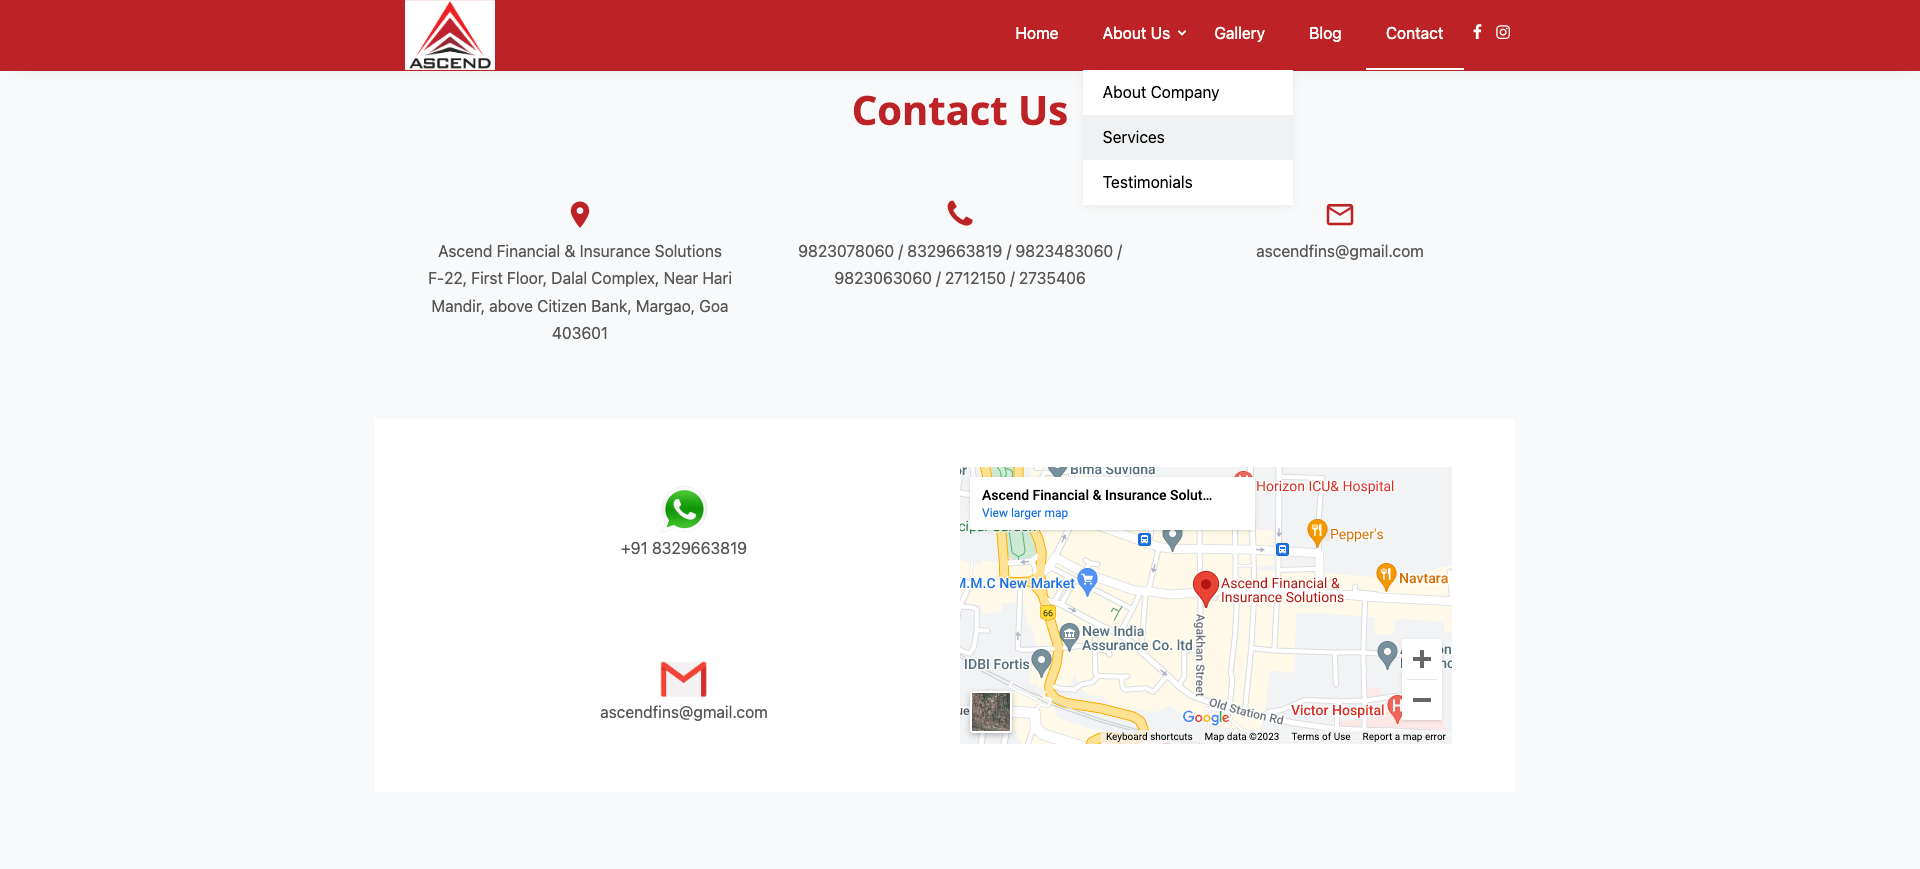 ASCEND
Home
About Us
Gallery
Blog
Contact
About Company
Services
Testimonials
Contact Us
Ascend Financial & Insurance Solutions
F-22, First Floor, Dalal Complex, Near Hari
Mandir, above Citizen Bank, Margao, Goa
403601
9823078060 / 8329663819 / 9823483060 /
9823063060 / 2712150 / 2735406
ascendfins@gmail.com
+91 8329663819
ascendfins@gmail.com
Bima Suvidha
Horizon ICU& Hospital
Ascend Financial & Insurance Solut...
View larger map
Pepper's
M.M.C New Market
Navtara
Ascend Financial &
Insurance Solutions
66
New India
Assurance Co. ltd
Agakhan Street
IDBI Fortis
Old Station Rd
Victor Hospital
H
Google
Keyboard shortcuts
Map data ©2023
Terms of Use
Report a map error